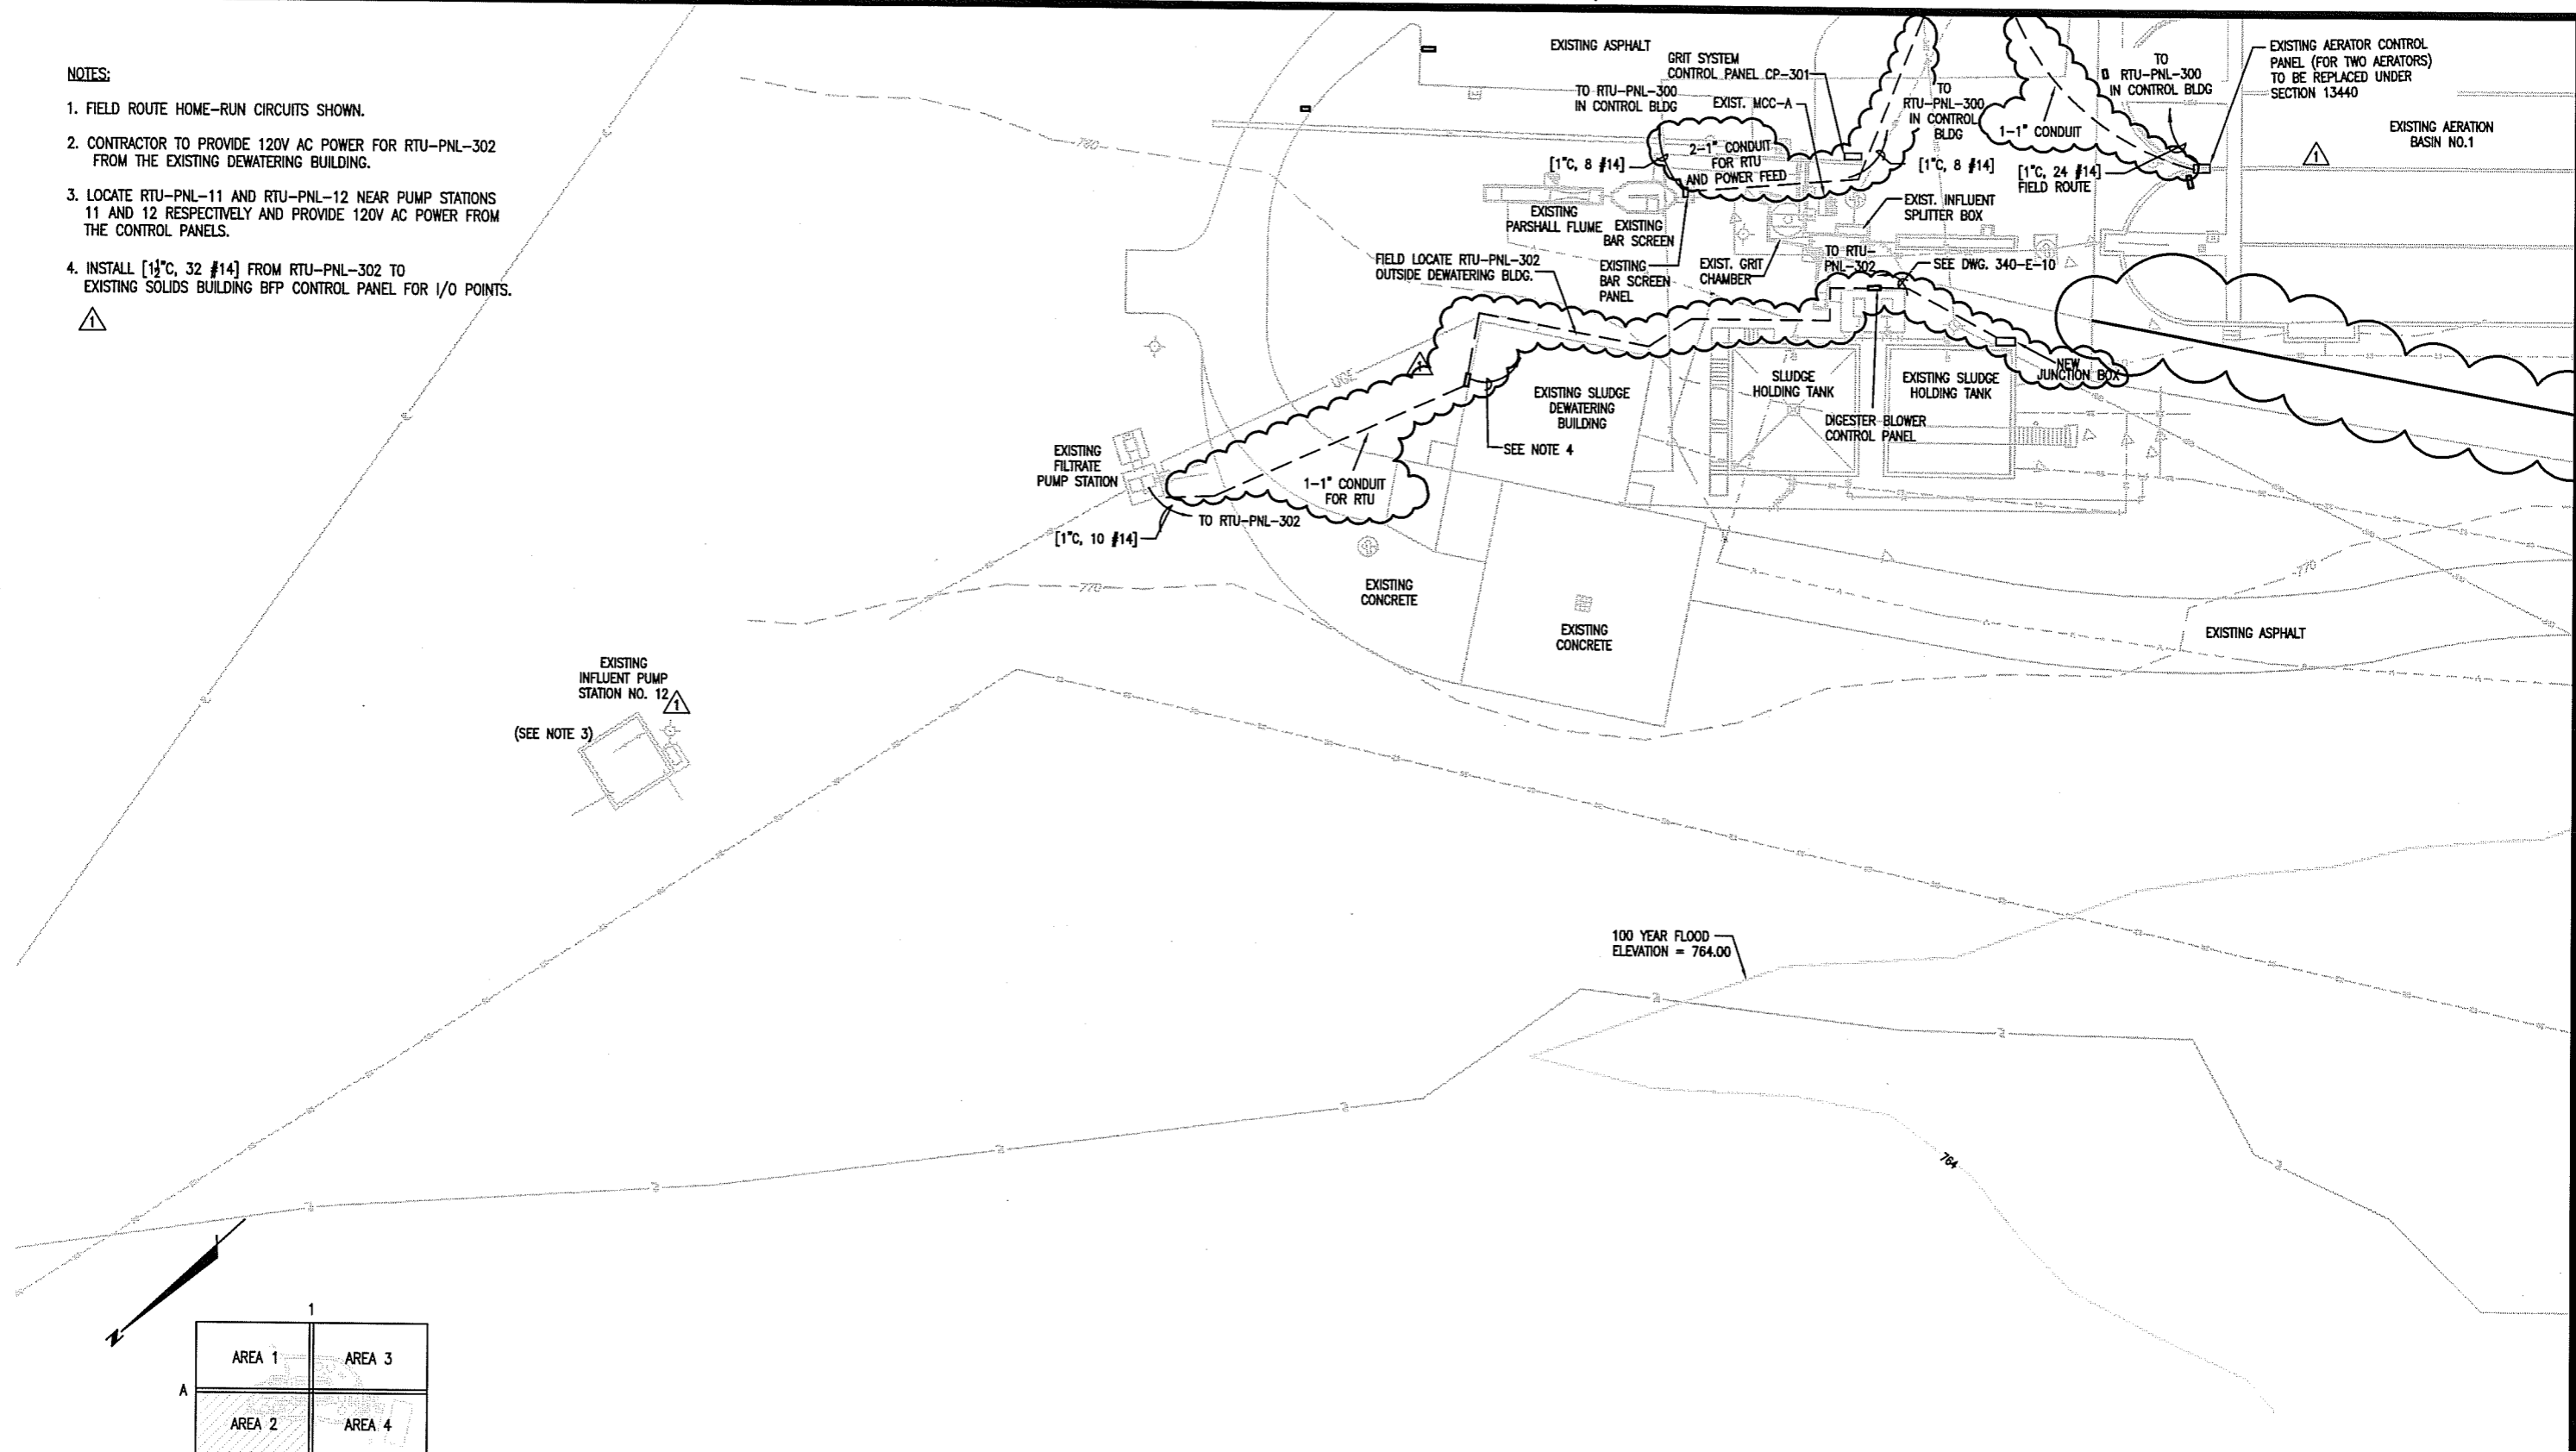 NOTES:
1. FIELD ROUTE HOME-RUN CIRCUITS SHOWN.
2. CONTRACTOR TO PROVIDE 120V AC POWER FOR RTU-PNL-302
FROM THE EXISTING DEWATERING BUILDING.
3. LOCATE RTU-PNL-11 AND RTU-PNL-12 NEAR PUMP STATIONS
11 AND 12 RESPECTIVELY AND PROVIDE 120V AC POWER FROM
THE CONTROL PANELS.
4. INSTALL [1½"C, 32 #14] FROM RTU-PNL-302 TO
EXISTING SOLIDS BUILDING BFP CONTROL PANEL FOR I/O POINTS.
1
EXISTING ASPHALT
GRIT SYSTEM
CONTROL PANEL CP-301
TO RTU-PNL-300
IN CONTROL BLDG
EXIST. MCC-A
TO
RTU-PNL-300
IN CONTROL
BLDG
1-1" CONDUIT
TO
RTU-PNL-300
IN CONTROL BLDG
EXISTING AERATOR CONTROL
PANEL (FOR TWO AERATORS)
TO BE REPLACED UNDER
SECTION 13440
EXISTING AERATION
BASIN NO.1
1
2-1" CONDUIT
FOR RTU
AND POWER FEED
[1"C, 8 #14]
[1"C, 8 #14]
[1"C, 24 #14]
FIELD ROUTE
EXISTING
PARSHALL FLUME
EXISTING
BAR SCREEN
EXIST. INFLUENT
SPLITTER BOX
FIELD LOCATE RTU-PNL-302
OUTSIDE DEWATERING BLDG.
EXISTING
BAR SCREEN
PANEL
EXIST. GRIT
CHAMBER
TO RTU-
PNL-302
SEE DWG. 340-E-10
780
UGE
1
EXISTING SLUDGE
DEWATERING
BUILDING
SLUDGE
HOLDING TANK
EXISTING SLUDGE
HOLDING TANK
NEW
JUNCTION BOX
DIGESTER BLOWER
CONTROL PANEL
SEE NOTE 4
EXISTING
FILTRATE
PUMP STATION
1-1" CONDUIT
FOR RTU
TO RTU-PNL-302
[1"C, 10 #14]
770
770
EXISTING
CONCRETE
EXISTING
CONCRETE
EXISTING ASPHALT
EXISTING
INFLUENT PUMP
STATION NO. 12
1
(SEE NOTE 3)
100 YEAR FLOOD
ELEVATION = 764.00
764
N
1
AREA 1
AREA 3
A
AREA 2
AREA 4